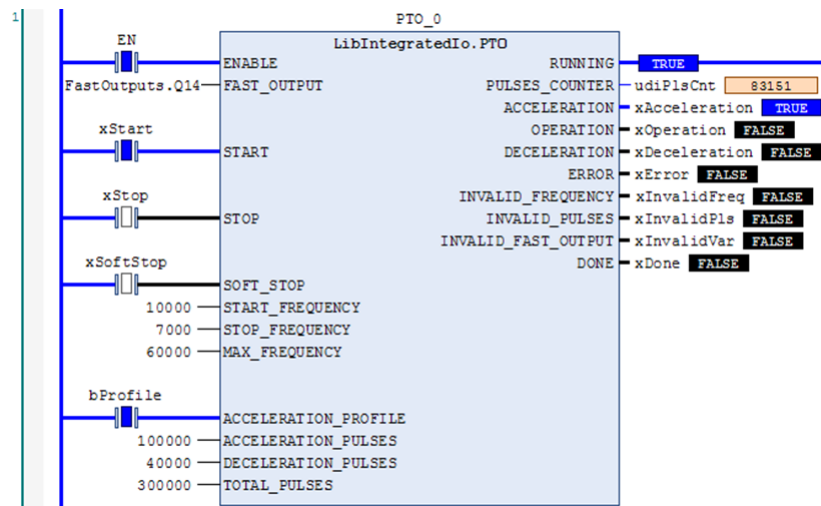 1
PTO_0
EN
LibIntegratedIo.PTO
ENABLE RUNNING TRUE
FastOutputs.Q14 FAST_OUTPUT PULSES_COUNTER udiPlsCnt 83151
ACCELERATION xAcceleration TRUE
xStart
OPERATION xOperation FALSE
START DECELERATION xDeceleration FALSE
ERROR xError FALSE
xStop
INVALID_FREQUENCY xInvalidFreq FALSE
STOP INVALID_PULSES xInvalidPls FALSE
INVALID_FAST_OUTPUT xInvalidVar FALSE
xSoftStop
DONE xDone FALSE
SOFT_STOP
10000 START_FREQUENCY
7000 STOP_FREQUENCY
60000 MAX_FREQUENCY
bProfile
ACCELERATION_PROFILE
100000 ACCELERATION_PULSES
40000 DECELERATION_PULSES
300000 TOTAL_PULSES